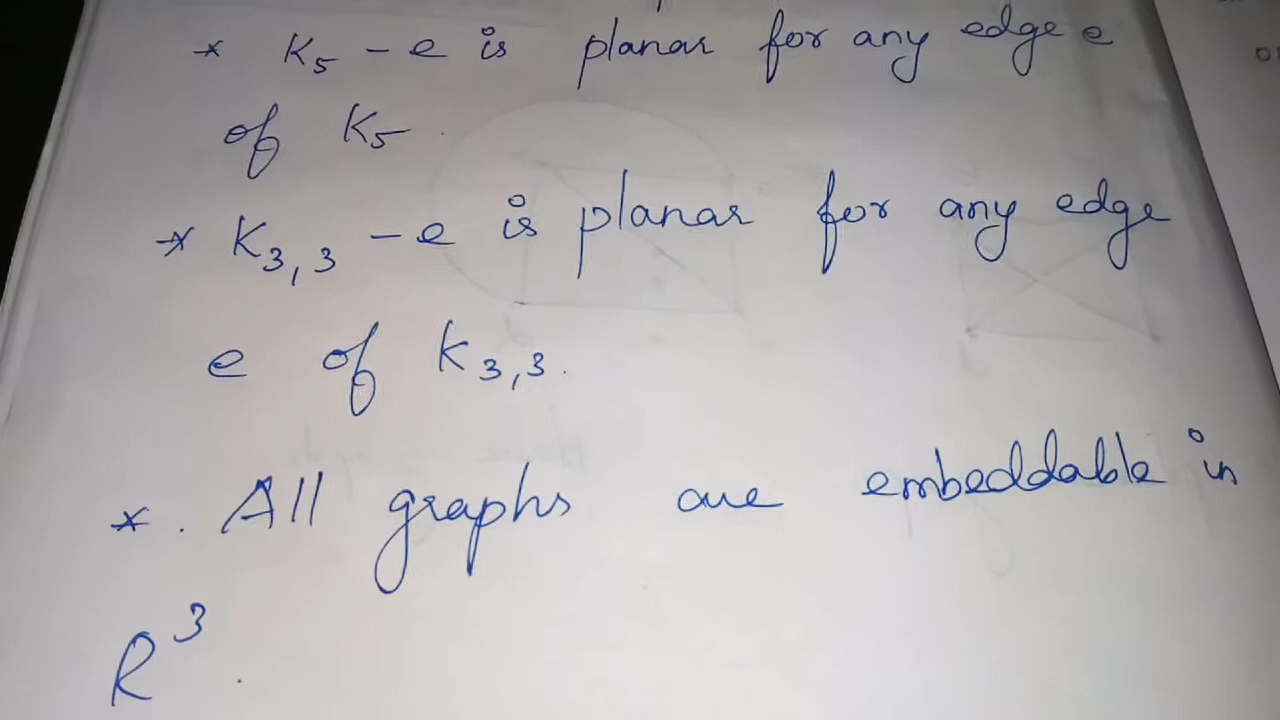 * K5 - e is planar for any edge e
of K5.
* K3,3 - e is planar for any edge
e of K3,3.
* . All graphs are embeddable in
R³.